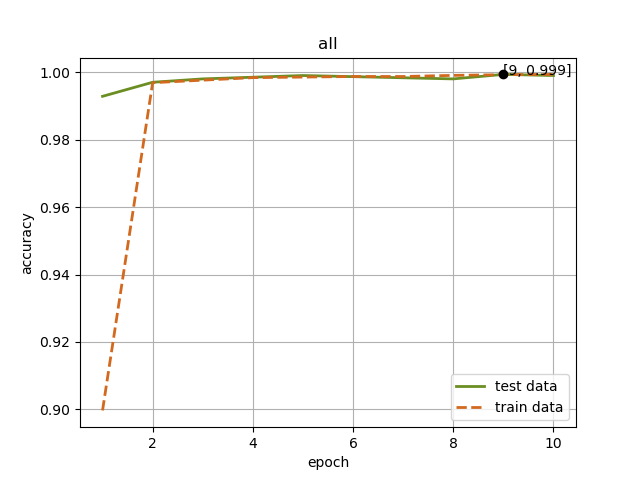 all
[9, 0.999]
1.00
0.98
0.96
0.94
0.92
0.90
accuracy
test data
train data
2 4 6 8 10
epoch